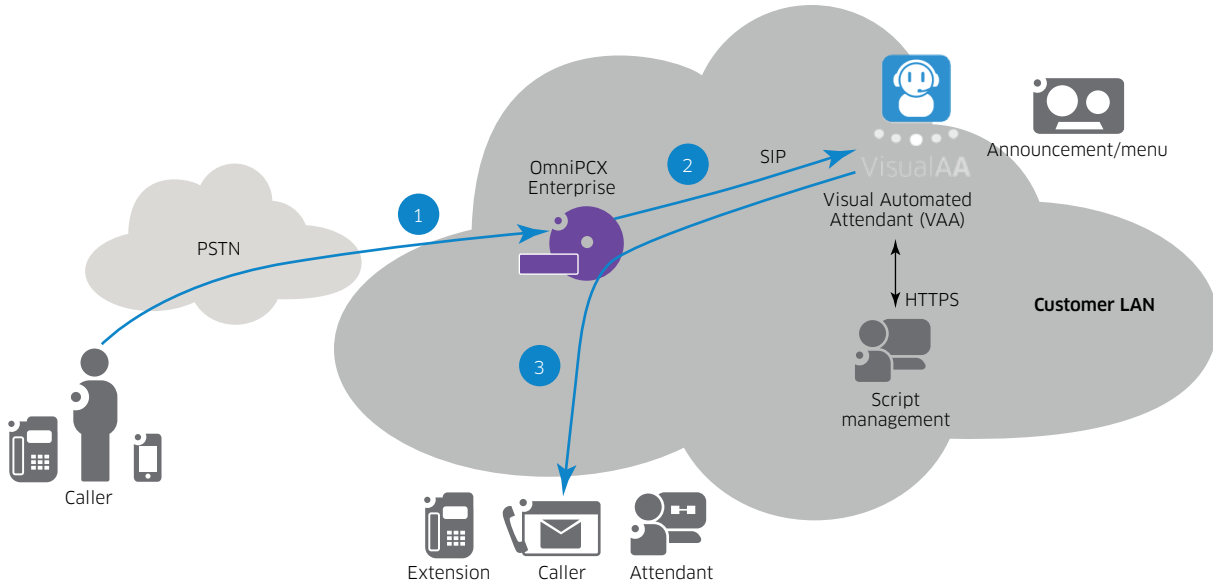 OmniPCX
Enterprise
SIP
VisualAA
Announcement/menu
Visual Automated
Attendant (VAA)
HTTPS
Customer LAN
Script
management
PSTN
1
2
3
Caller
Extension
Caller
Attendant